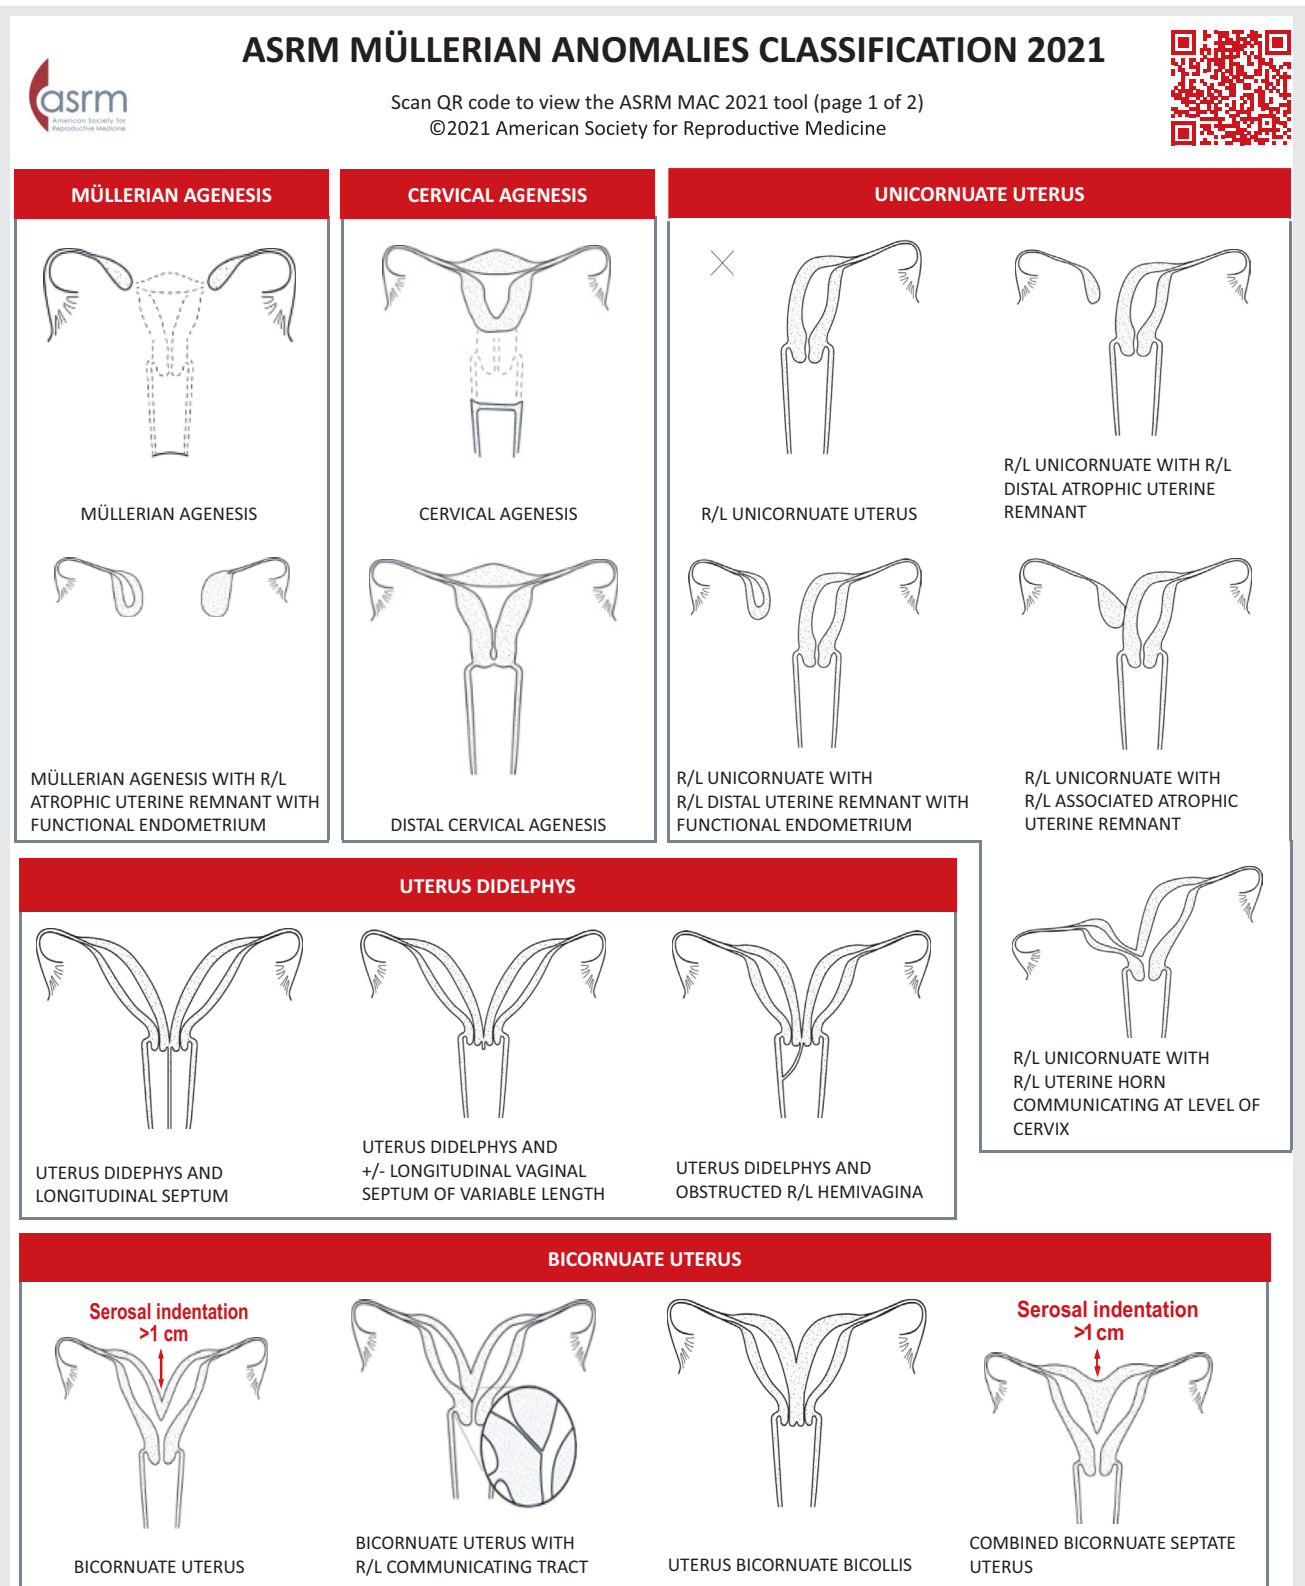 ASRM MÜLLERIAN ANOMALIES CLASSIFICATION 2021
asrm
American Society for
Reproductive Medicine
Scan QR code to view the ASRM MAC 2021 tool (page 1 of 2)
©2021 American Society for Reproductive Medicine
MÜLLERIAN AGENESIS
MÜLLERIAN AGENESIS
MÜLLERIAN AGENESIS WITH R/L
ATROPHIC UTERINE REMNANT WITH
FUNCTIONAL ENDOMETRIUM
CERVICAL AGENESIS
CERVICAL AGENESIS
DISTAL CERVICAL AGENESIS
UNICORNUATE UTERUS
R/L UNICORNUATE UTERUS
R/L UNICORNUATE WITH R/L
DISTAL ATROPHIC UTERINE
REMNANT
R/L UNICORNUATE WITH
R/L DISTAL UTERINE REMNANT WITH
FUNCTIONAL ENDOMETRIUM
R/L UNICORNUATE WITH
R/L ASSOCIATED ATROPHIC
UTERINE REMNANT
R/L UNICORNUATE WITH
R/L UTERINE HORN
COMMUNICATING AT LEVEL OF
CERVIX
UTERUS DIDELPHYS
UTERUS DIDEPHYS AND
LONGITUDINAL SEPTUM
UTERUS DIDELPHYS AND
+/- LONGITUDINAL VAGINAL
SEPTUM OF VARIABLE LENGTH
UTERUS DIDELPHYS AND
OBSTRUCTED R/L HEMIVAGINA
BICORNUATE UTERUS
Serosal indentation
>1 cm
BICORNUATE UTERUS
BICORNUATE UTERUS WITH
R/L COMMUNICATING TRACT
UTERUS BICORNUATE BICOLLIS
Serosal indentation
>1 cm
COMBINED BICORNUATE SEPTATE
UTERUS